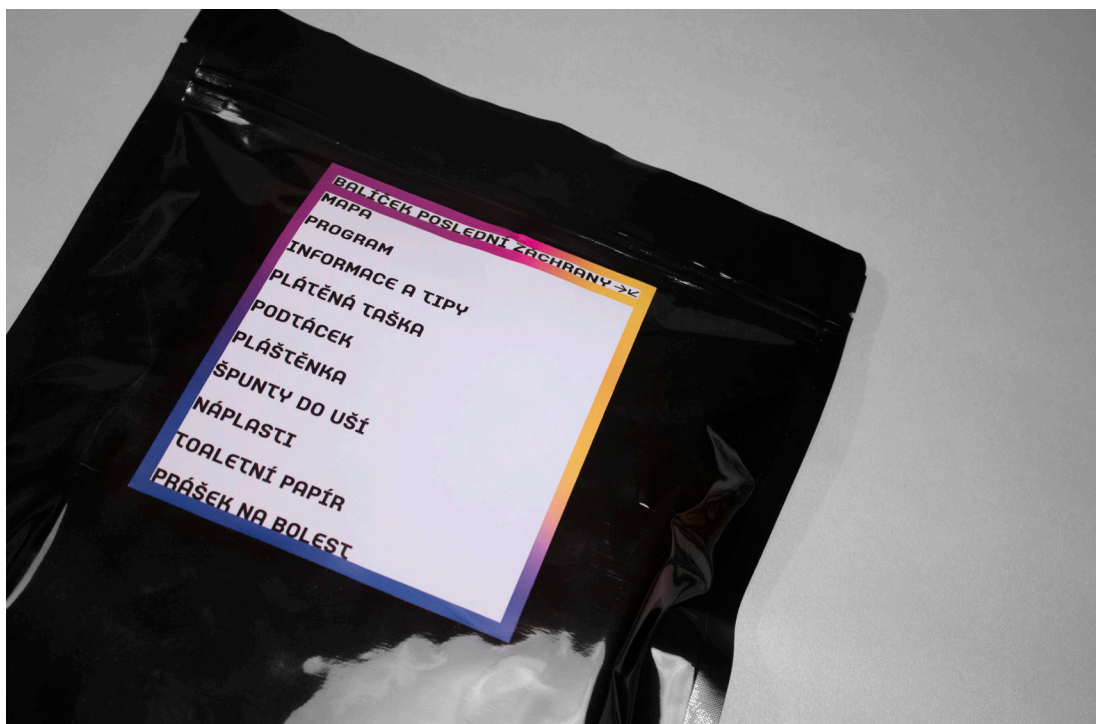 BALÍČEK POSLEDNÍ ZÁCHRANY →↙
MAPA
PROGRAM
INFORMACE A TIPY
PLÁTĚNÁ TAŠKA
PODTÁCEK
PLÁŠTĚNKA
ŠPUNTY DO UŠÍ
NÁPLASTI
TOALETNÍ PAPÍR
PRÁŠEK NA BOLEST